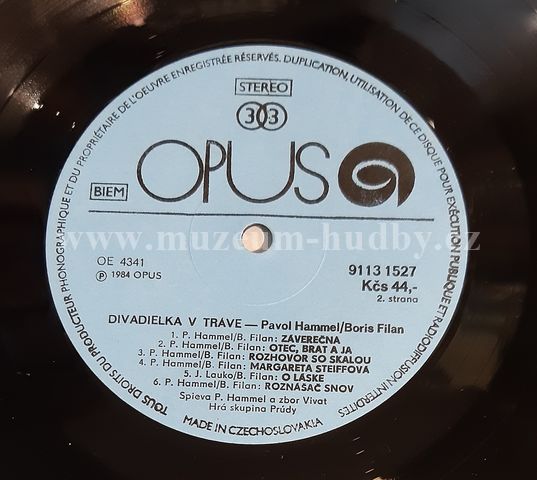 TOUS DROITS DU PRODUCTEUR PHONOGRAPHIQUE ET DU PROPRIÉTAIRE DE L'OEUVRE ENREGISTRÉE RÉSERVÉS. DUPLICATION, UTILISATION DE CE DISQUE POUR EXÉCUTION PUBLIQUE ET RADIODIFFUSION INTERDITES
STEREO
33
OPUS
BIEM
www.muzeum-hudby.cz
OE 4341
℗ 1984 OPUS
9113 1527
Kčs 44,-
2. strana
DIVADIELKA V TRÁVE — Pavol Hammel/Boris Filan
1. P. Hammel/B. Filan: ZÁVEREČNÁ
2. P. Hammel/B. Filan: OTEC, BRAT A JA
3. P. Hammel/B. Filan: ROZHOVOR SO SKALOU
4. P. Hammel/B. Filan: MARGARETA STEIFFOVÁ
5. J. Lauko/B. Filan: O LÁSKE
6. P. Hammel/B. Filan: ROZNÁŠAČ SNOV
Spieva P. Hammel a zbor Vivat
Hrá skupina Prúdy
MADE IN CZECHOSLOVAKIA